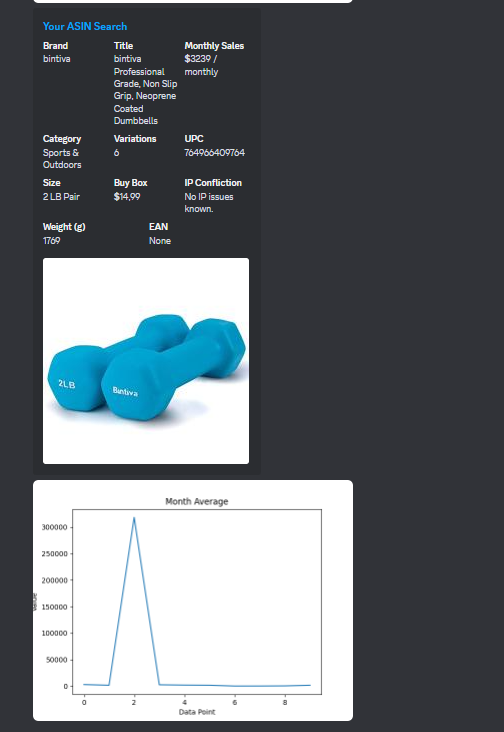 Your ASIN Search
Brand
bintiva
Title
bintiva
Professional
Grade, Non Slip
Grip, Neoprene
Coated
Dumbbells
Monthly Sales
$3239 /
monthly
Category
Sports &
Outdoors
Variations
6
UPC
764966409764
Size
2 LB Pair
Buy Box
$14,99
IP Confliction
No IP issues
known.
Weight (g)
1769
EAN
None
2LB
Bintiva
Month Average
300000
250000
200000
150000
100000
50000
0
0 2 4 6 8
Data Point